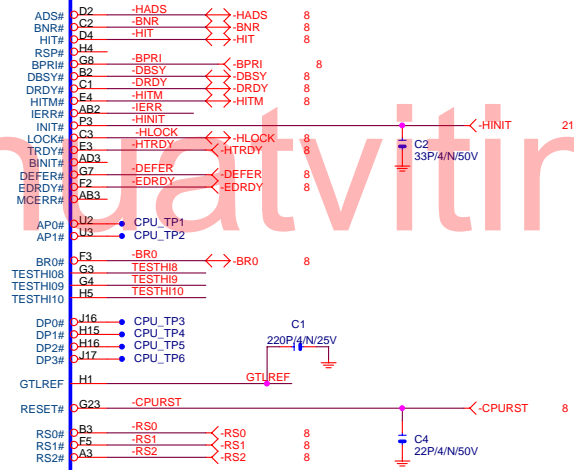 ADS# D2 -HADS -HADS 8
BNR# C2 -BNR -BNR 8
HIT# D4 -HIT -HIT 8
RSP# H4
BPRI# G8 -BPRI -BPRI 8
DBSY# B2 -DBSY -DBSY 8
DRDY# C1 -DRDY -DRDY 8
HITM# E4 -HITM -HITM 8
IERR# AB2 -IERR
INIT# P3 -HINIT -HINIT 21
LOCK# C3 -HLOCK -HLOCK 8
TRDY# E3 -HTRDY -HTRDY 8
BINIT# AD3
DEFER# G7 -DEFER -DEFER 8
EDRDY# F2 -EDRDY -EDRDY 8
MCERR# AB3
C2
33P/4/N/50V
AP0# U2 CPU_TP1
AP1# U3 CPU_TP2
BR0# F3 -BR0 -BR0 8
TESTHI08 G3 TESTHI8
TESTHI09 G4 TESTHI9
TESTHI10 H5 TESTHI10
DP0# J16 CPU_TP3
DP1# H15 CPU_TP4
DP2# H16 CPU_TP5
DP3# J17 CPU_TP6
C1
220P/4/N/25V
GTLREF H1 GTLREF
RESET# G23 -CPURST -CPURST 8
RS0# B3 -RS0 -RS0 8
RS1# F5 -RS1 -RS1 8
RS2# A3 -RS2 -RS2 8
C4
22P/4/N/50V
nuatvitin